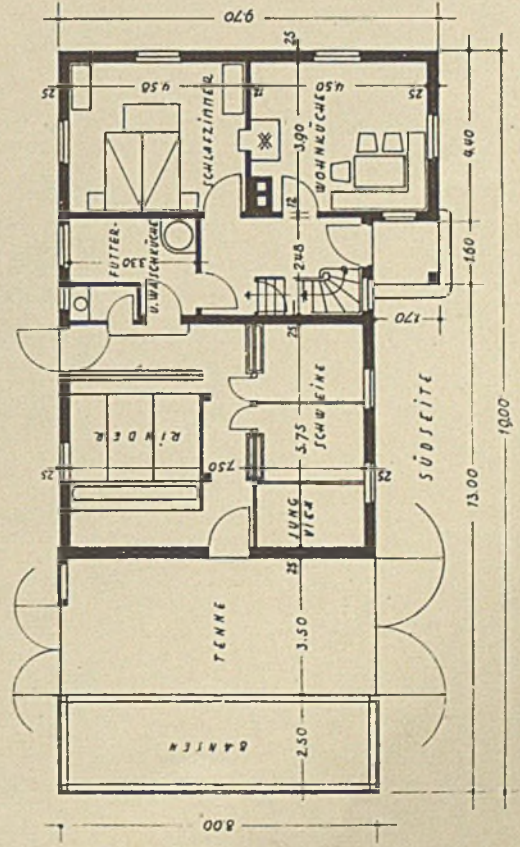 9.70
25
25
4.58
12
4.50
25
SCHLAFZIMMER
3.90
WOHNKÜCHE
4.40
12
FUTTER-
U. WASCHKÜCHE
3.30
2.48
1.60
1.70
25
RINDER
SCHWEINE
5.75
25
7.50
25
JUNG
VIEH
SÜDSEITE
13.00
19.00
25
TENNE
3.50
BANSEN
2.50
8.00